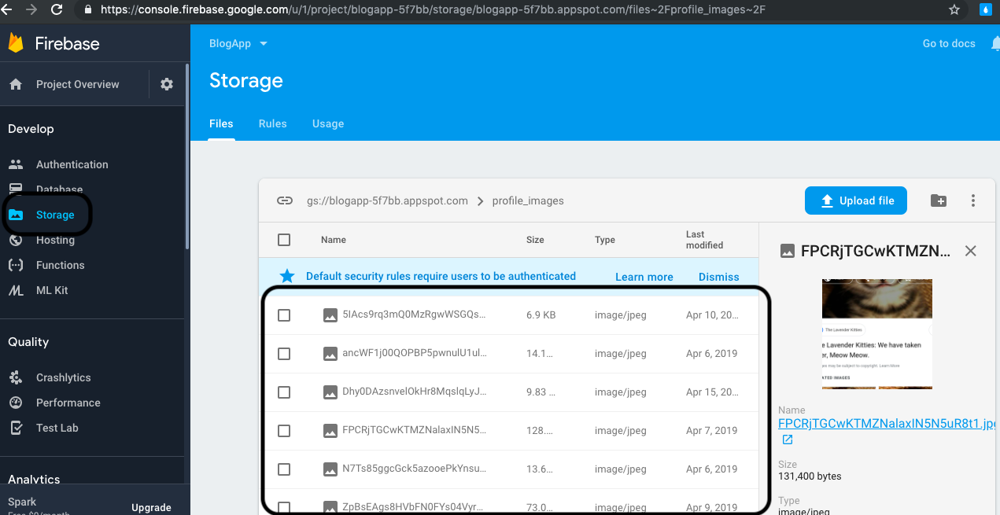 https://console.firebase.google.com/u/1/project/blogapp-5f7bb/storage/blogapp-5f7bb.appspot.com/files~2Fprofile_images~2F
Firebase
BlogApp
Go to docs
Project Overview
Storage
Develop
Files Rules Usage
Authentication
Database
Storage
Hosting
Functions
ML Kit
Quality
Crashlytics
Performance
Test Lab
Analytics
Spark
Free $0/month
Upgrade
gs://blogapp-5f7bb.appspot.com > profile_images
Upload file
Name Size Type Last modified
Default security rules require users to be authenticated Learn more Dismiss
5IAcs9rq3mQ0MzRgwWSGQs... 6.9 KB image/jpeg Apr 10, 20...
ancWF1j00QOPBP5pwnulU1ul... 14.1... image/jpeg Apr 6, 2019
Dhy0DAzsnvelOkHr8MqslqLyJ... 9.83 ... image/jpeg Apr 15, 20...
FPCRjTGCwKTMZNalaxIN5N5... 128.... image/jpeg Apr 7, 2019
N7Ts85ggcGck5azooePkYnsu... 13.6... image/jpeg Apr 6, 2019
ZpBsEAgs8HVbFN0FYs04Vyr... 73.0... image/jpeg Apr 9, 2019
FPCRjTGCwKTMZN...
The Lavender Kitties
e Lavender Kitties: We have taken
er, Meow Meow.
may be subject to copyright. Learn More
ATED IMAGES
Name
FPCRjTGCwKTMZNalaxIN5N5uR8t1.jpe
Size
131,400 bytes
Type
image/jpeg